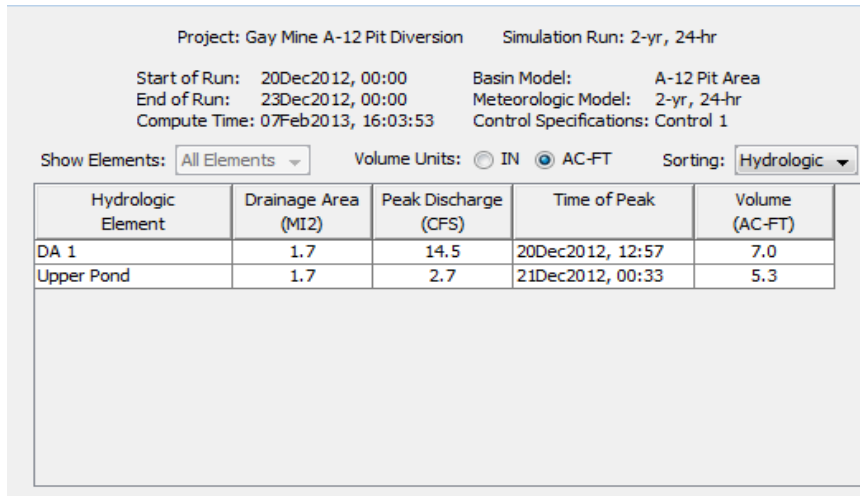 Project: Gay Mine A-12 Pit Diversion Simulation Run: 2-yr, 24-hr
Start of Run: 20Dec2012, 00:00 Basin Model: A-12 Pit Area
End of Run: 23Dec2012, 00:00 Meteorologic Model: 2-yr, 24-hr
Compute Time: 07Feb2013, 16:03:53 Control Specifications: Control 1
Show Elements: All Elements Volume Units: IN AC-FT Sorting: Hydrologic
Hydrologic Drainage Area Peak Discharge Time of Peak Volume
Element (MI2) (CFS) (AC-FT)
DA 1 1.7 14.5 20Dec2012, 12:57 7.0
Upper Pond 1.7 2.7 21Dec2012, 00:33 5.3